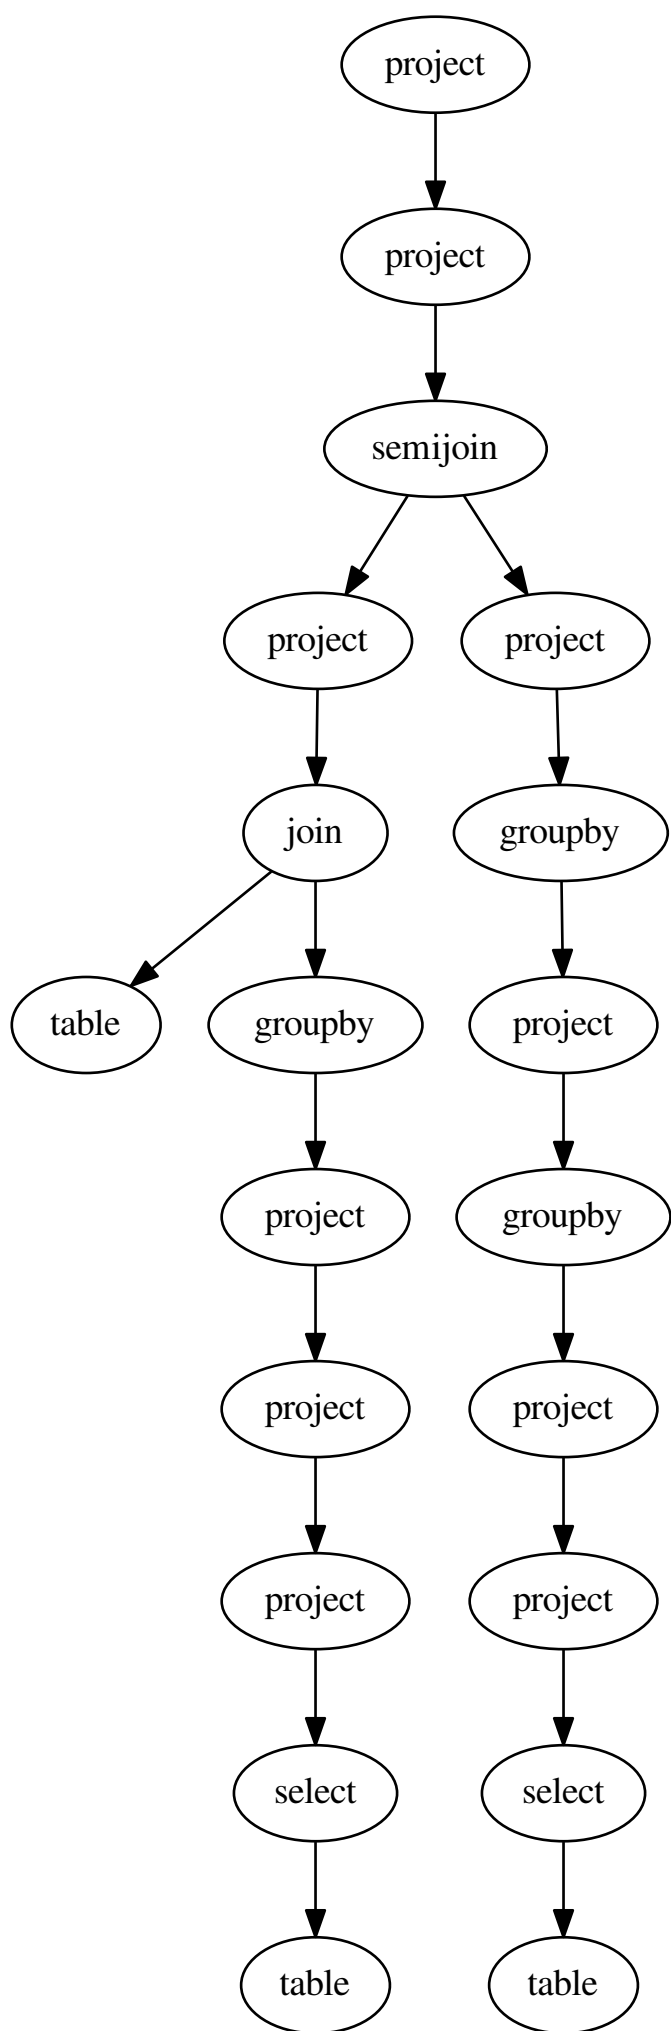 project
project
semijoin
project project
join groupby
table groupby project
project groupby
project project
project project
select select
table table